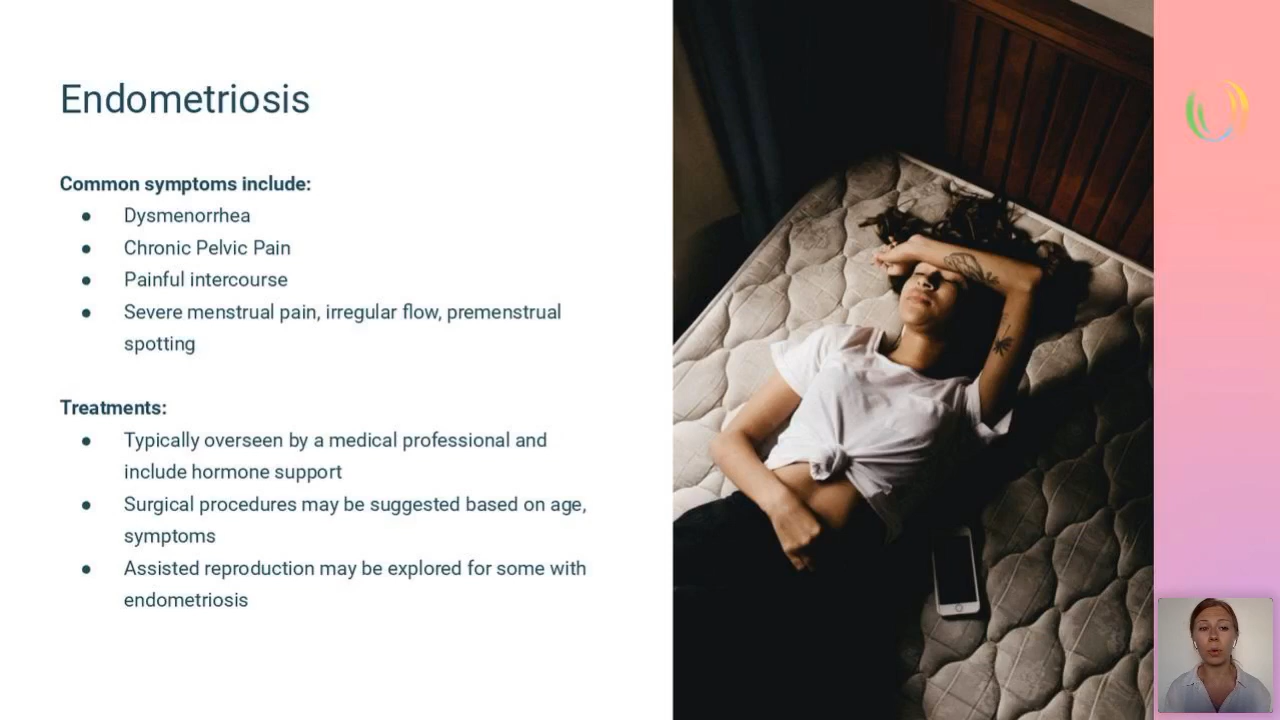 Endometriosis
Common symptoms include:
● Dysmenorrhea
● Chronic Pelvic Pain
● Painful intercourse
● Severe menstrual pain, irregular flow, premenstrual
spotting
Treatments:
● Typically overseen by a medical professional and
include hormone support
● Surgical procedures may be suggested based on age,
symptoms
● Assisted reproduction may be explored for some with
endometriosis